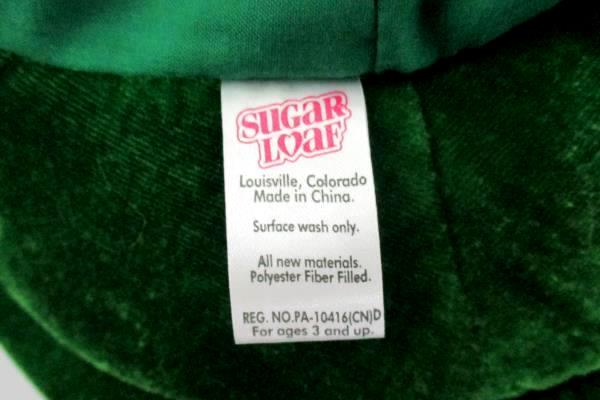 SUGAR
LOAF
Louisville, Colorado
Made in China.
Surface wash only.
All new materials.
Polyester Fiber Filled.
REG. NO.PA-10416(CN)D
For ages 3 and up.